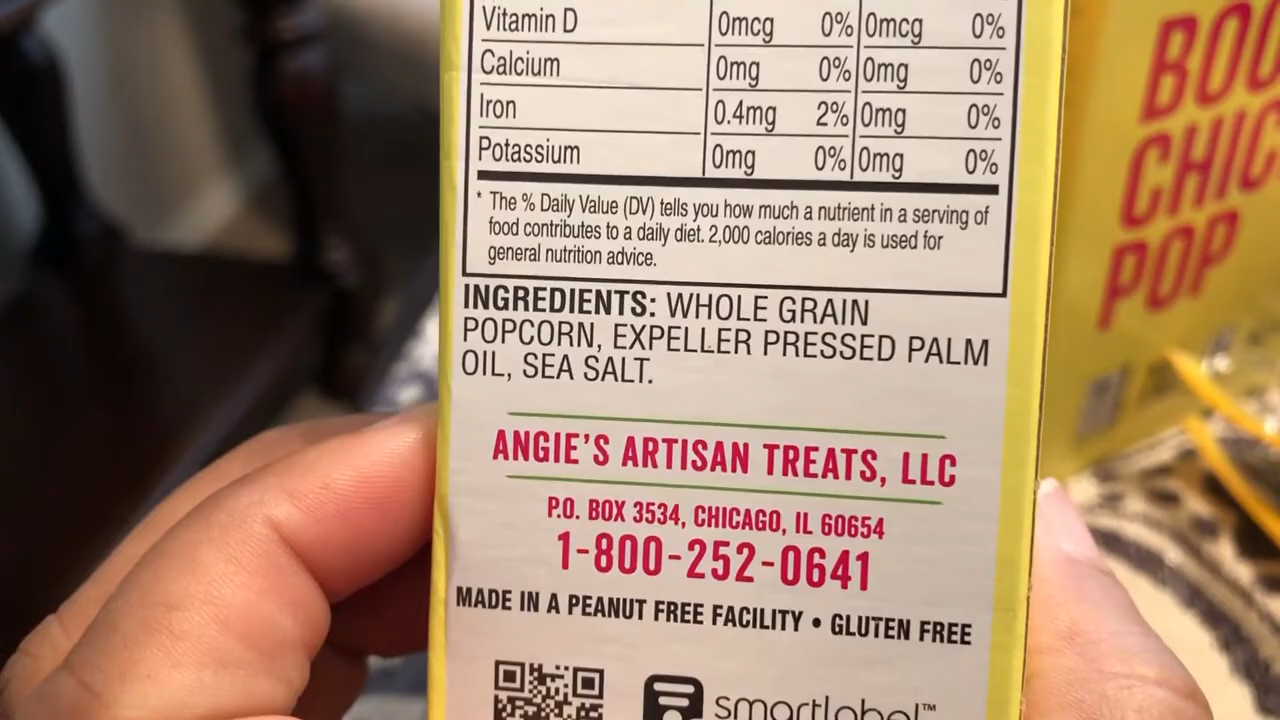 Vitamin D 0mcg 0% 0mcg 0%
Calcium 0mg 0% 0mg 0%
Iron 0.4mg 2% 0mg 0%
Potassium 0mg 0% 0mg 0%
* The % Daily Value (DV) tells you how much a nutrient in a serving of
food contributes to a daily diet. 2,000 calories a day is used for
general nutrition advice.
INGREDIENTS: WHOLE GRAIN
POPCORN, EXPELLER PRESSED PALM
OIL, SEA SALT.
ANGIE'S ARTISAN TREATS, LLC
P.O. BOX 3534, CHICAGO, IL 60654
1-800-252-0641
MADE IN A PEANUT FREE FACILITY • GLUTEN FREE
smartlabel™
BOO
CHIC
POP